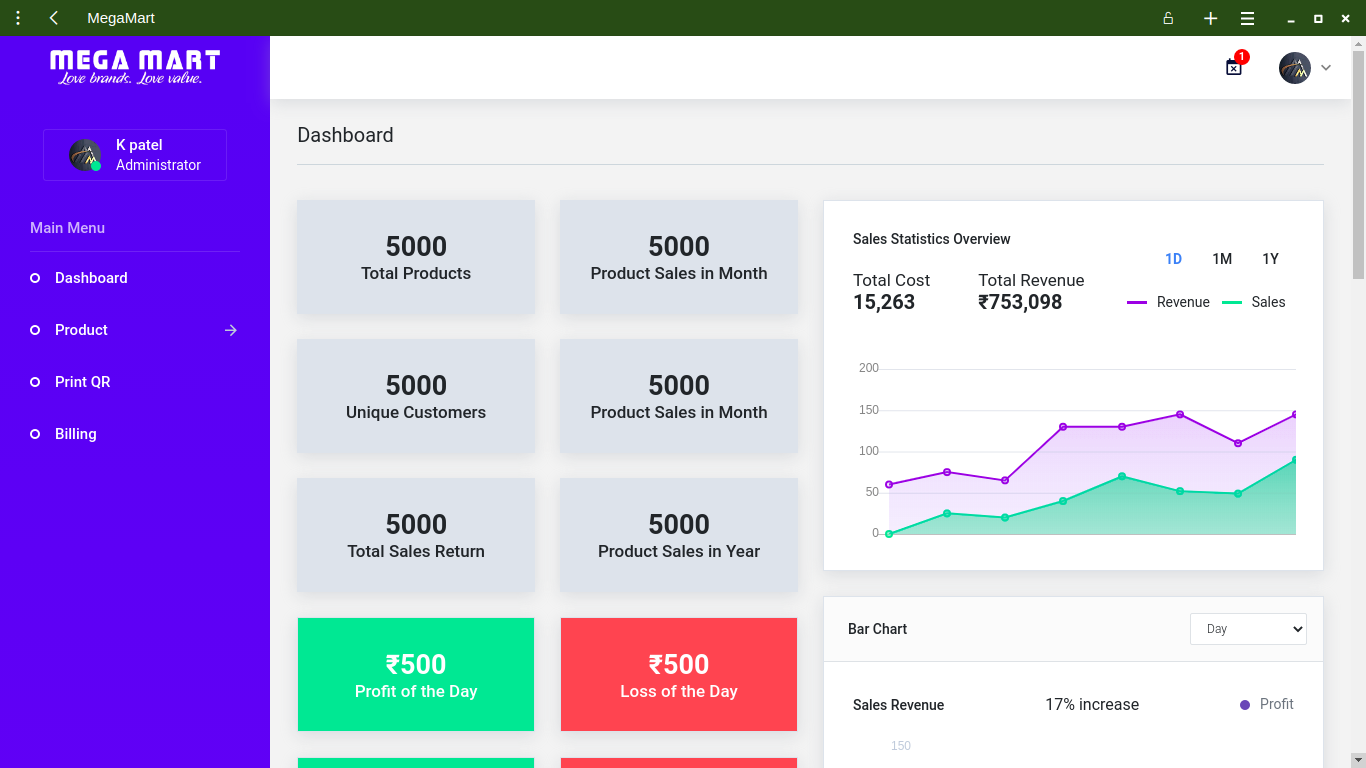 MegaMart
MEGA MART
Love brands. Love value.
1
K patel
Administrator
Main Menu
Dashboard
Product
Print QR
Billing
Dashboard
5000
Total Products
5000
Product Sales in Month
5000
Unique Customers
5000
Product Sales in Month
5000
Total Sales Return
5000
Product Sales in Year
₹500
Profit of the Day
₹500
Loss of the Day
Sales Statistics Overview
1D 1M 1Y
Total Cost
15,263
Total Revenue
₹753,098
Revenue Sales
200
150
100
50
0
Bar Chart
Day
Sales Revenue
17% increase
Profit
150